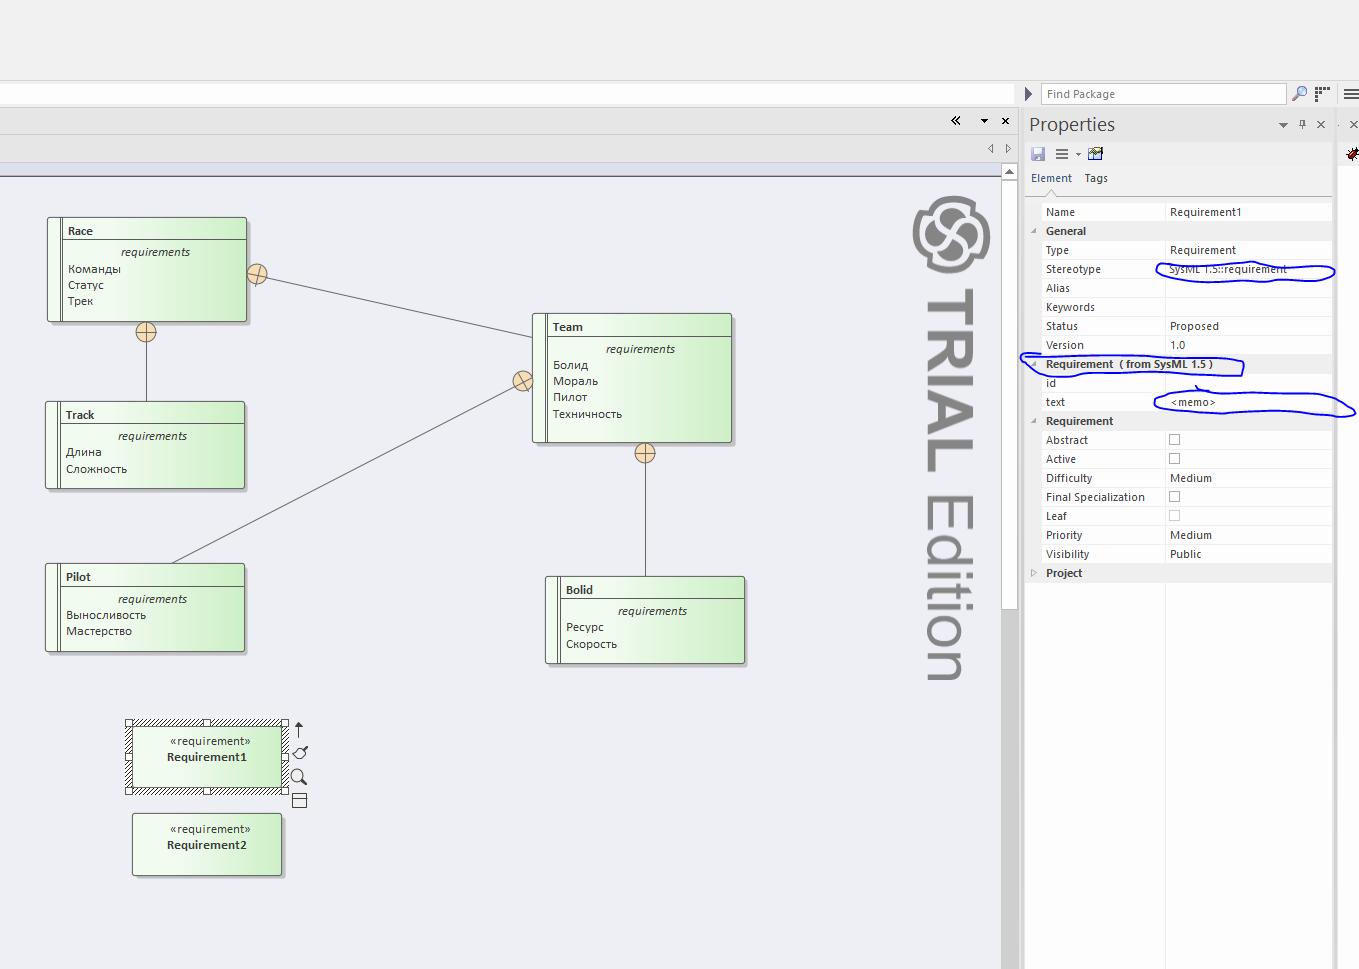 Find Package
Properties
Element Tags
Name Requirement1
General
Type Requirement
Stereotype SysML 1.5::requirement
Alias
Keywords
Status Proposed
Version 1.0
Requirement ( from SysML 1.5 )
id
text <memo>
Requirement
Abstract
Active
Difficulty Medium
Final Specialization
Leaf
Priority Medium
Visibility Public
Project
Race
requirements
Команды
Статус
Трек
Team
requirements
Болид
Мораль
Пилот
Техничность
Track
requirements
Длина
Сложность
Pilot
requirements
Выносливость
Мастерство
Bolid
requirements
Ресурс
Скорость
«requirement»
Requirement1
«requirement»
Requirement2
TRIAL Edition